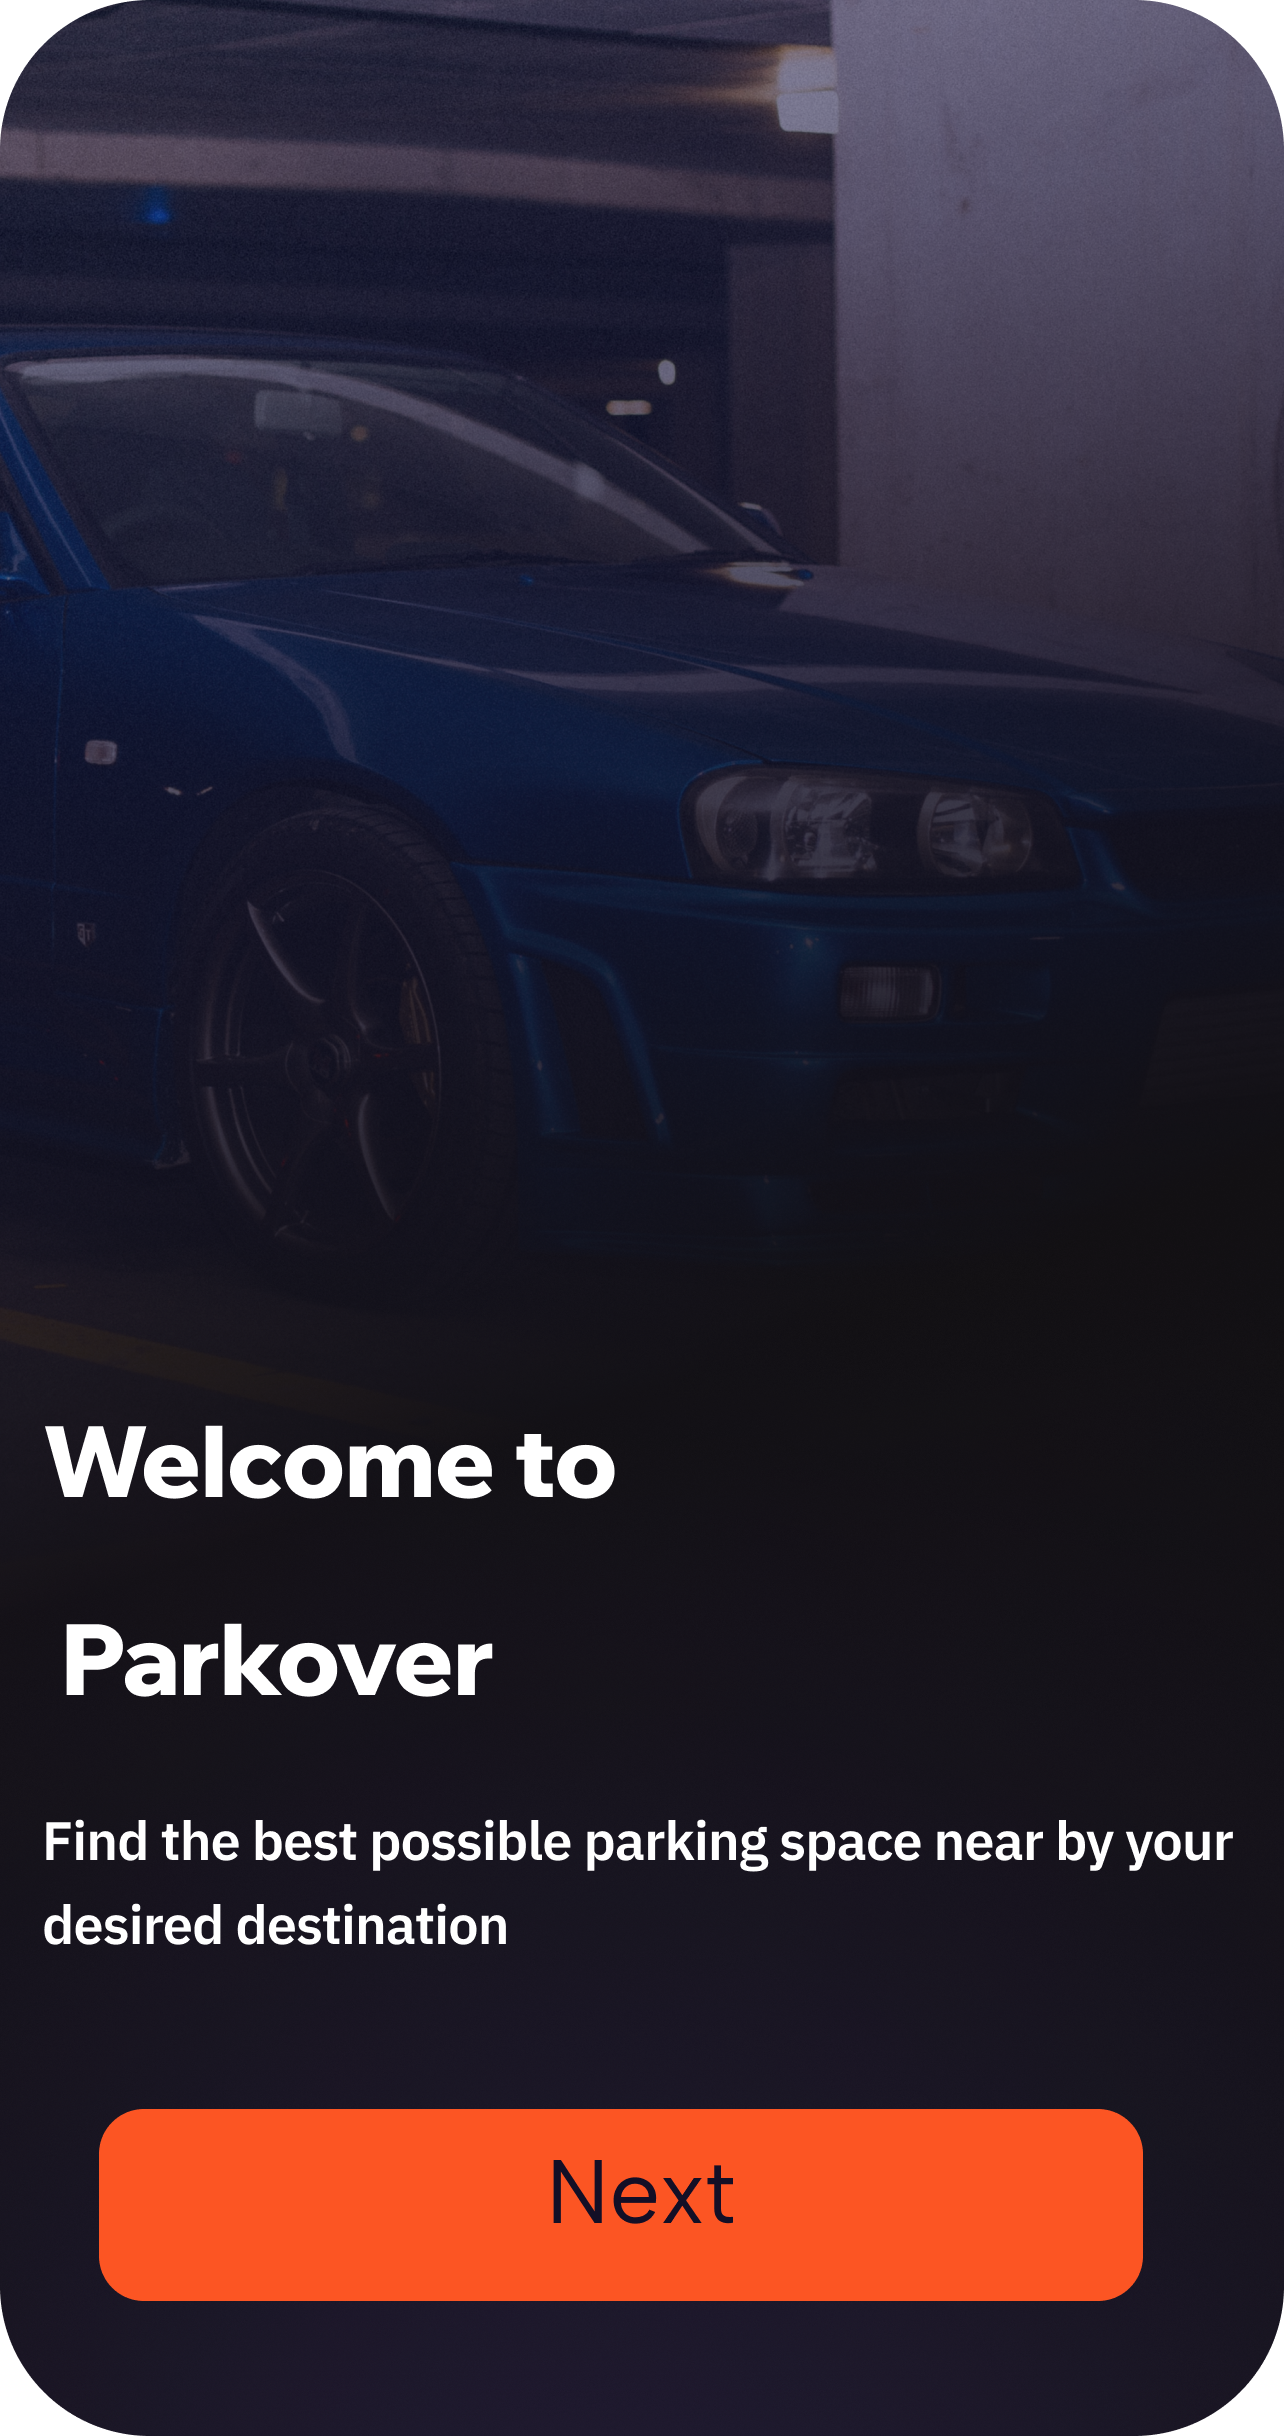 Welcome to
Parkover
Find the best possible parking space near by your
desired destination
Next